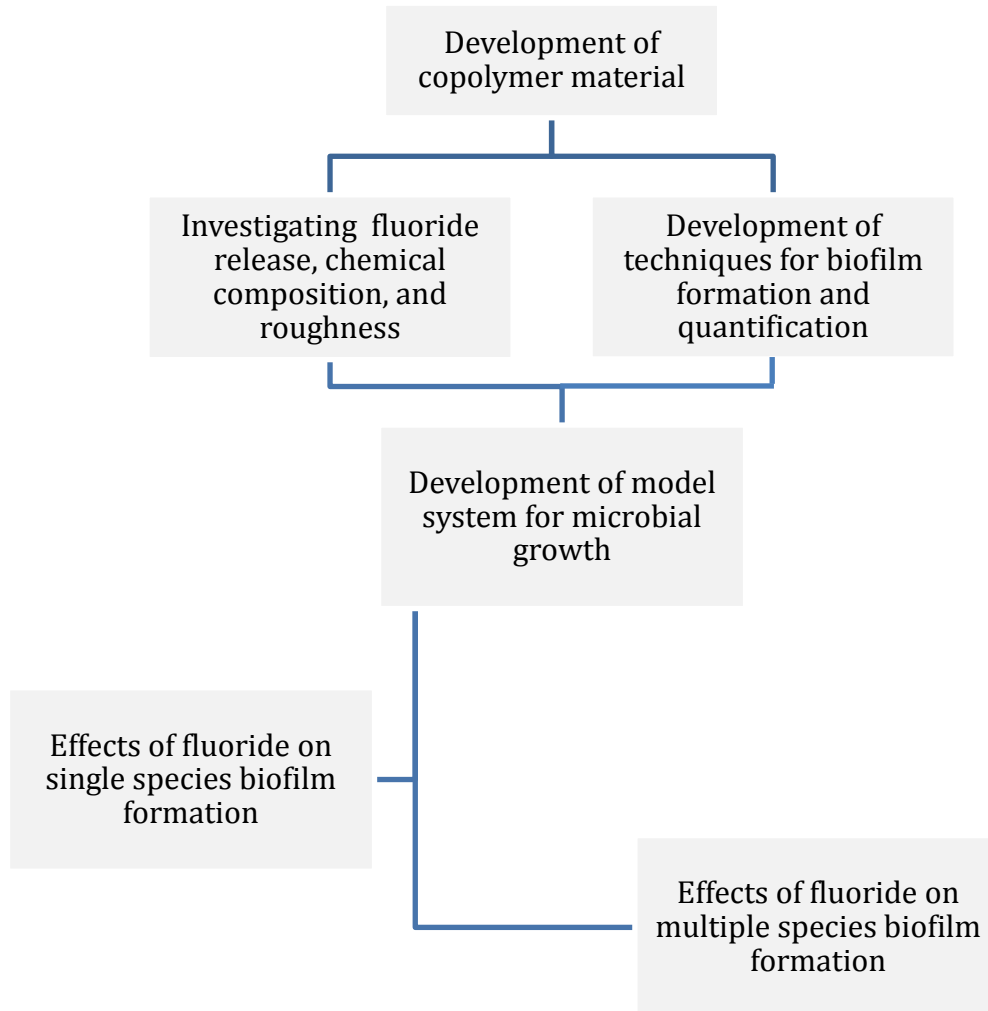 Development of
copolymer material
Investigating  fluoride
release, chemical
composition, and
roughness
Development of
techniques for biofilm
formation and
quantification
Development of model
system for microbial
growth
Effects of fluoride on
single species biofilm
formation
Effects of fluoride on
multiple species biofilm
formation